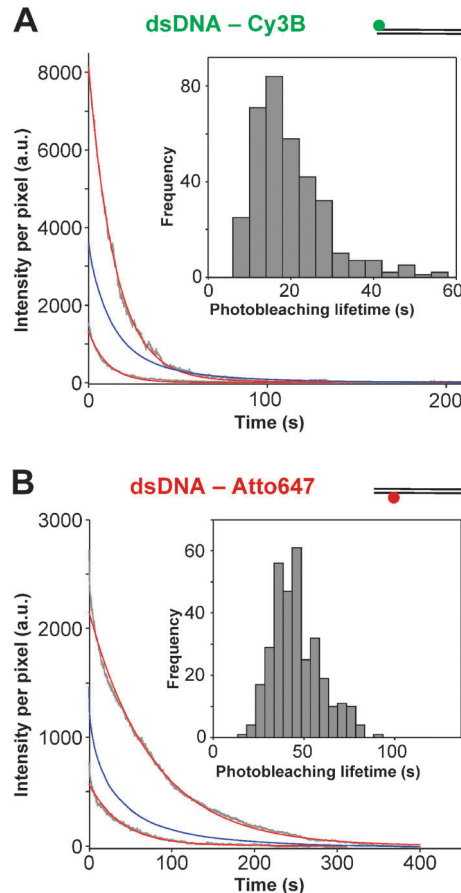 A
dsDNA – Cy3B
Intensity per pixel (a.u.)
8000
6000
4000
2000
0
0
100
200
Time (s)
Frequency
80
40
0
0
20
40
60
Photobleaching lifetime (s)
B
dsDNA – Atto647
Intensity per pixel (a.u.)
3000
2000
1000
0
0
100
200
300
400
Time (s)
Frequency
60
40
20
0
0
50
100
Photobleaching lifetime (s)